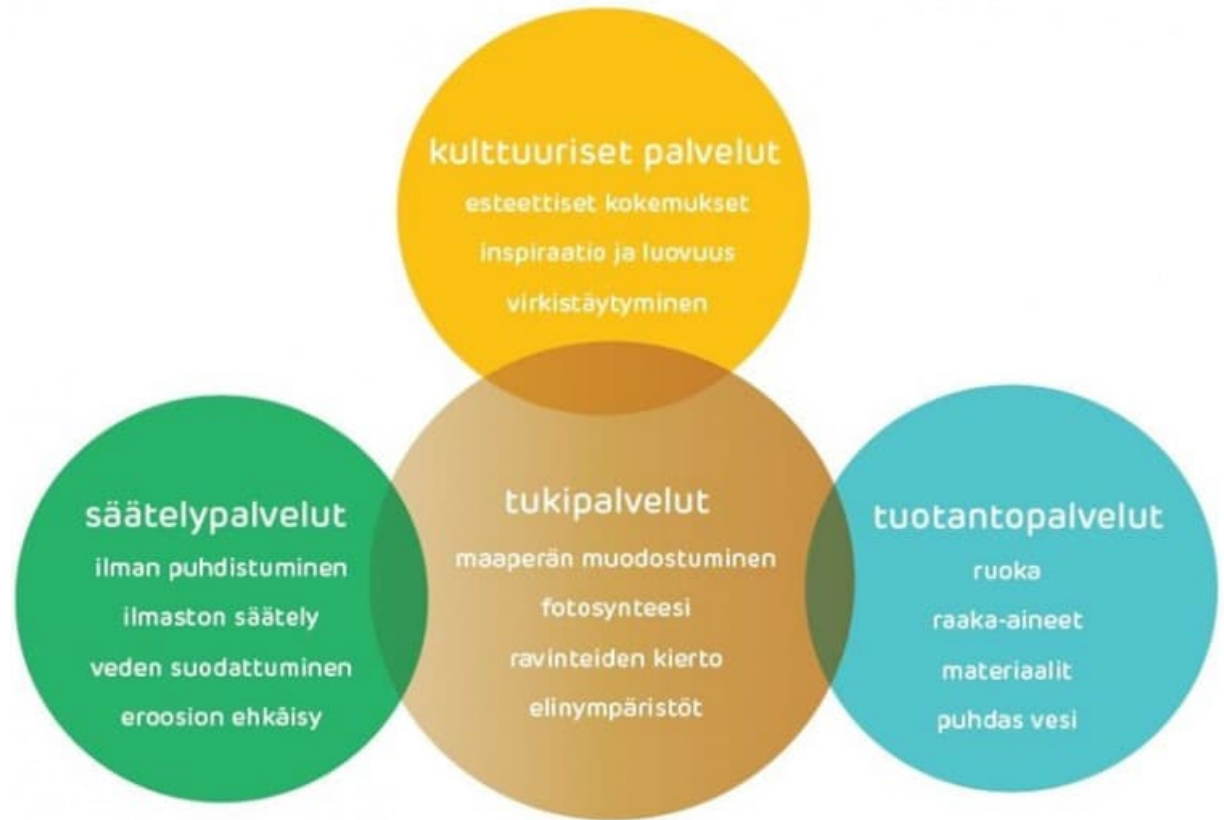 kulttuuriset palvelut
esteettiset kokemukset
inspiraatio ja luovuus
virkistäytyminen
säätelypalvelut
ilman puhdistuminen
ilmaston säätely
veden suodattuminen
eroosion ehkäisy
tukipalvelut
maaperän muodostuminen
fotosynteesi
ravinteiden kierto
elinympäristöt
tuotantopalvelut
ruoka
raaka-aineet
materiaalit
puhdas vesi